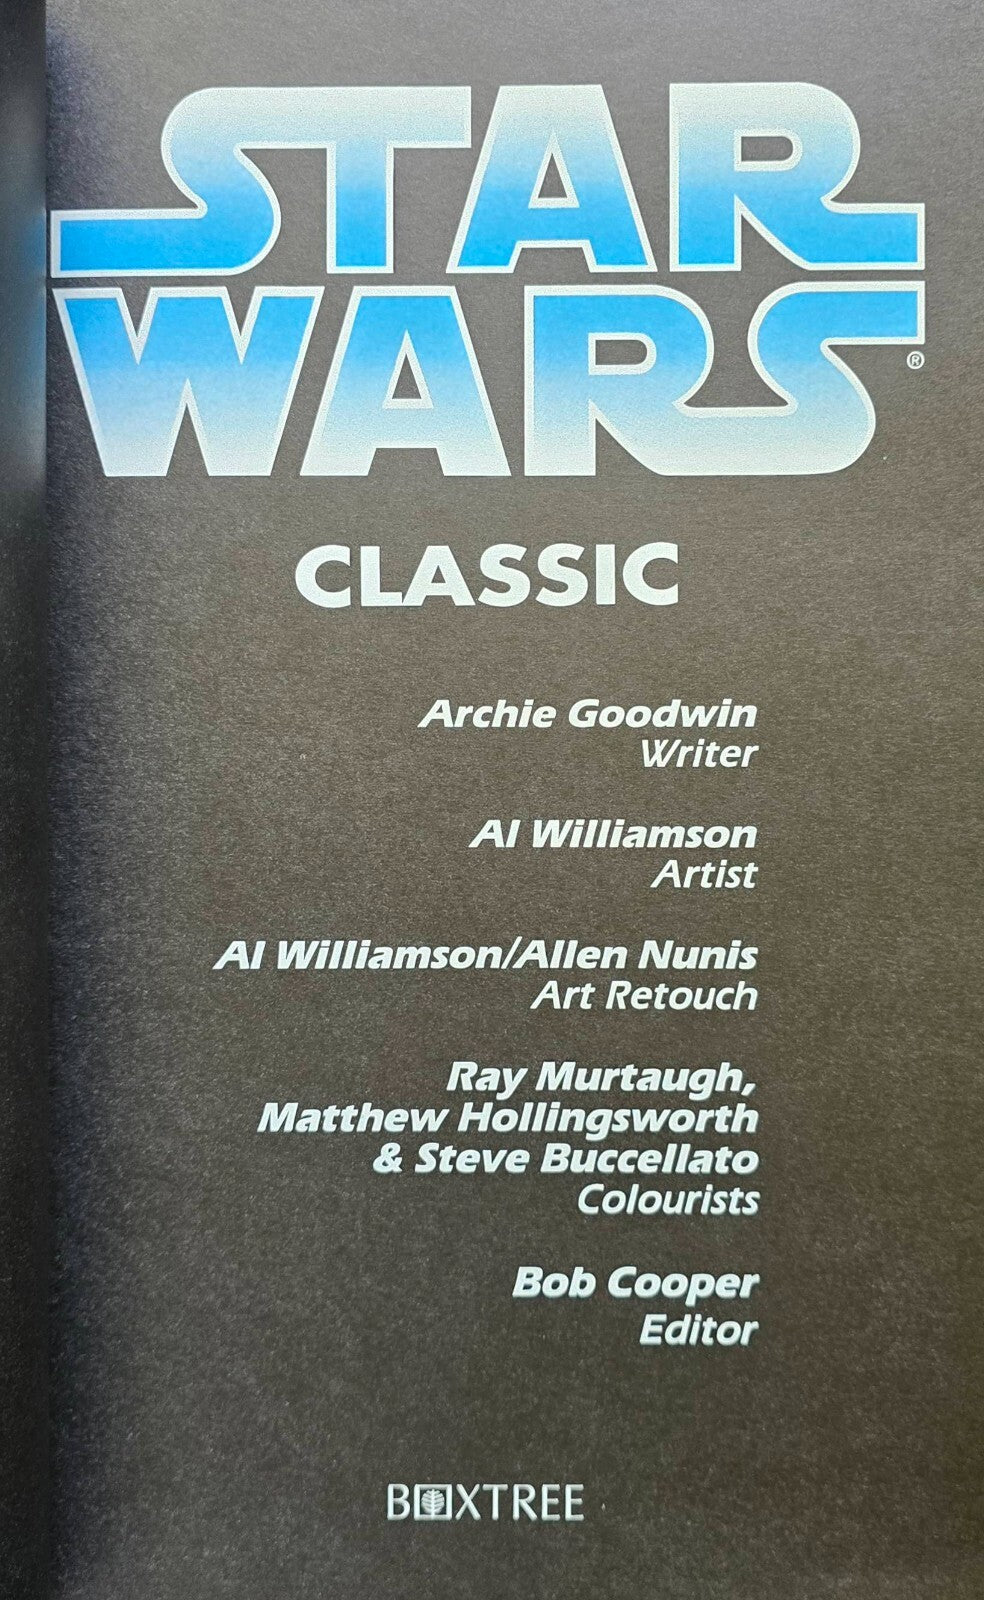 STAR
WARS®
CLASSIC
Archie Goodwin
Writer
Al Williamson
Artist
Al Williamson/Allen Nunis
Art Retouch
Ray Murtaugh,
Matthew Hollingsworth
& Steve Buccellato
Colourists
Bob Cooper
Editor
BOXTREE